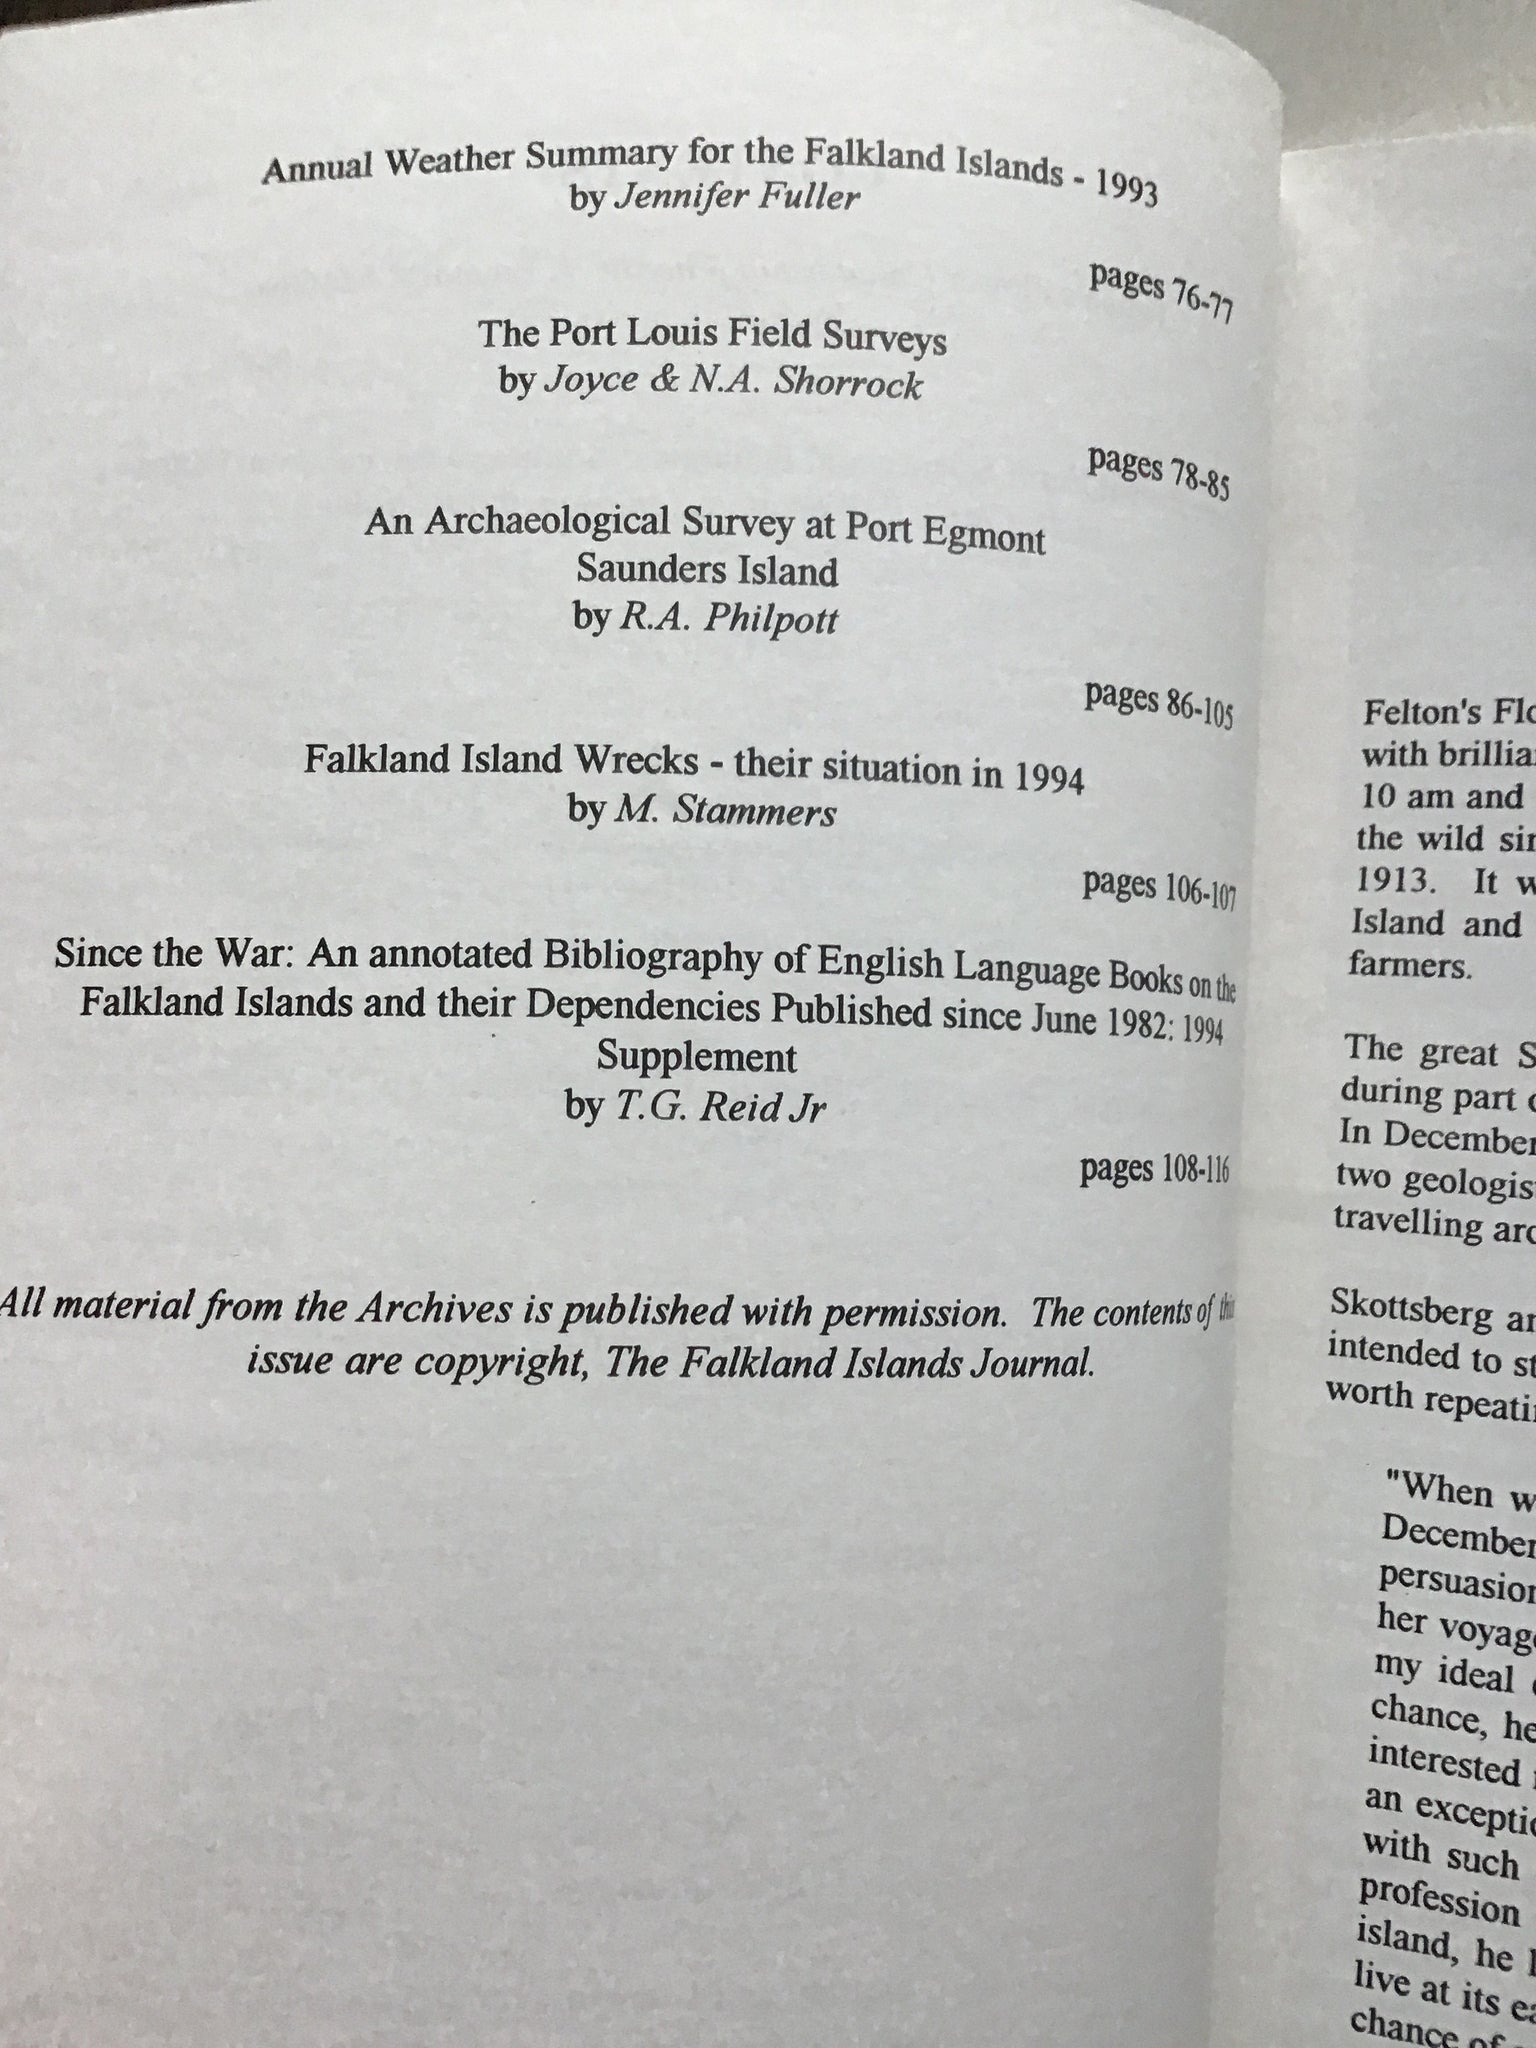 Annual Weather Summary for the Falkland Islands - 1993
by Jennifer Fuller
pages 76-77
The Port Louis Field Surveys
by Joyce & N.A. Shorrock
pages 78-85
An Archaeological Survey at Port Egmont
Saunders Island
by R.A. Philpott
pages 86-105
Falkland Island Wrecks - their situation in 1994
by M. Stammers
pages 106-107
Since the War: An annotated Bibliography of English Language Books on the
Falkland Islands and their Dependencies Published since June 1982: 1994
Supplement
by T.G. Reid Jr
pages 108-116
All material from the Archives is published with permission. The contents of this
issue are copyright, The Falkland Islands Journal.
Felton's
with
10 am and
the wild
1913. It
Island and
farmers.
The great
during part
In December
two
travelling
Skottsberg
intended to
worth
"When
December

her
my ideal
chance,
interested
an
with such
profession
island, he
live at its
chance of